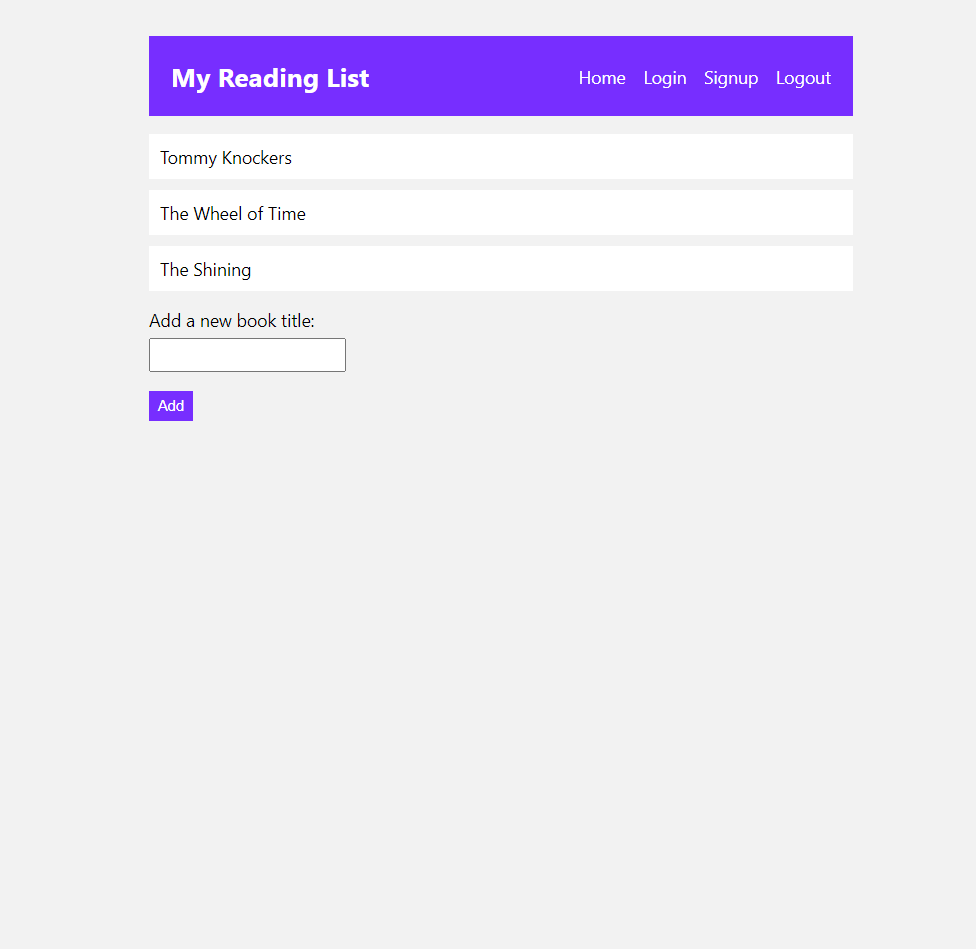 My Reading List
Home Login Signup Logout
Tommy Knockers
The Wheel of Time
The Shining
Add a new book title:
Add